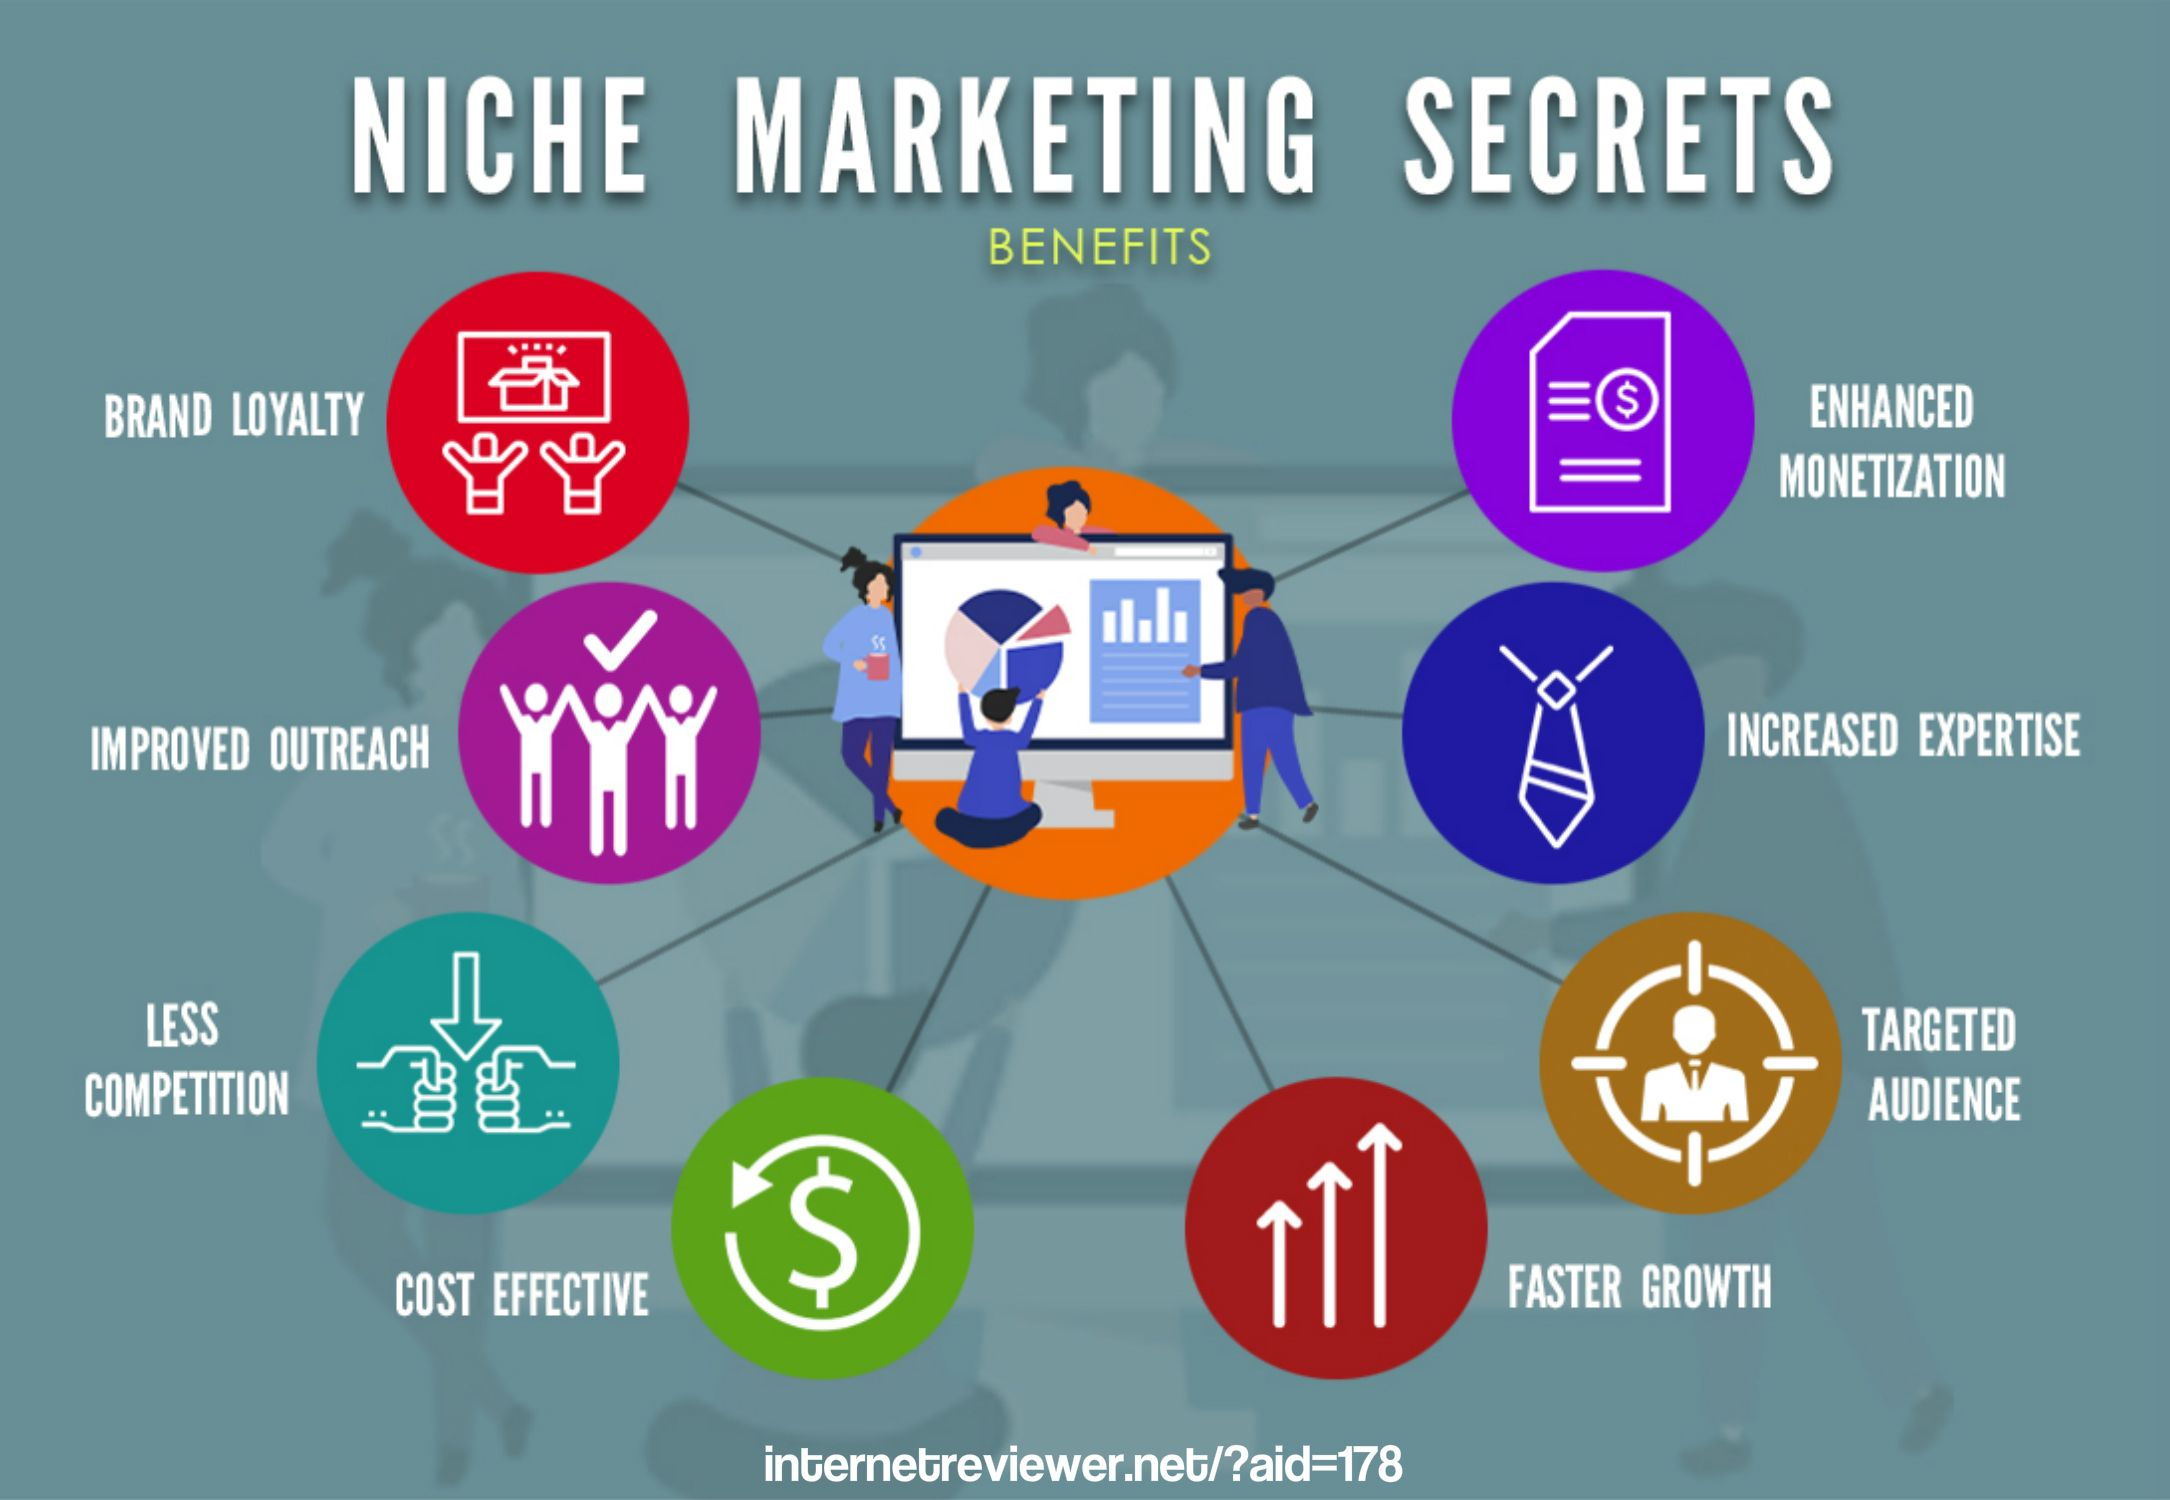 NICHE MARKETING SECRETS
BENEFITS
BRAND LOYALTY
ENHANCED
MONETIZATION
IMPROVED OUTREACH
INCREASED EXPERTISE
LESS
COMPETITION
TARGETED
AUDIENCE
COST EFFECTIVE
FASTER GROWTH
internetreviewer.net/?aid=178